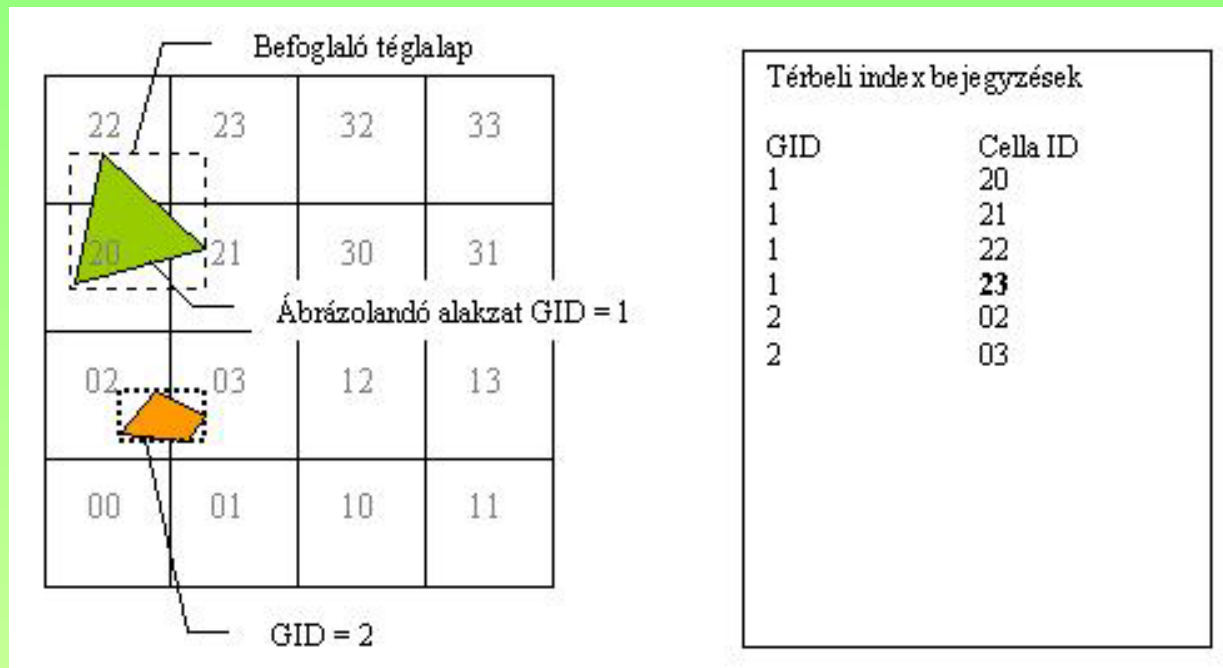 Befoglaló téglalap
22 23 32 33
20 21 30 31
Ábrázolandó alakzat GID = 1
02 03 12 13
00 01 10 11
GID = 2
Térbeli index bejegyzések
GID Cella ID
1 20
1 21
1 22
1 23
2 02
2 03